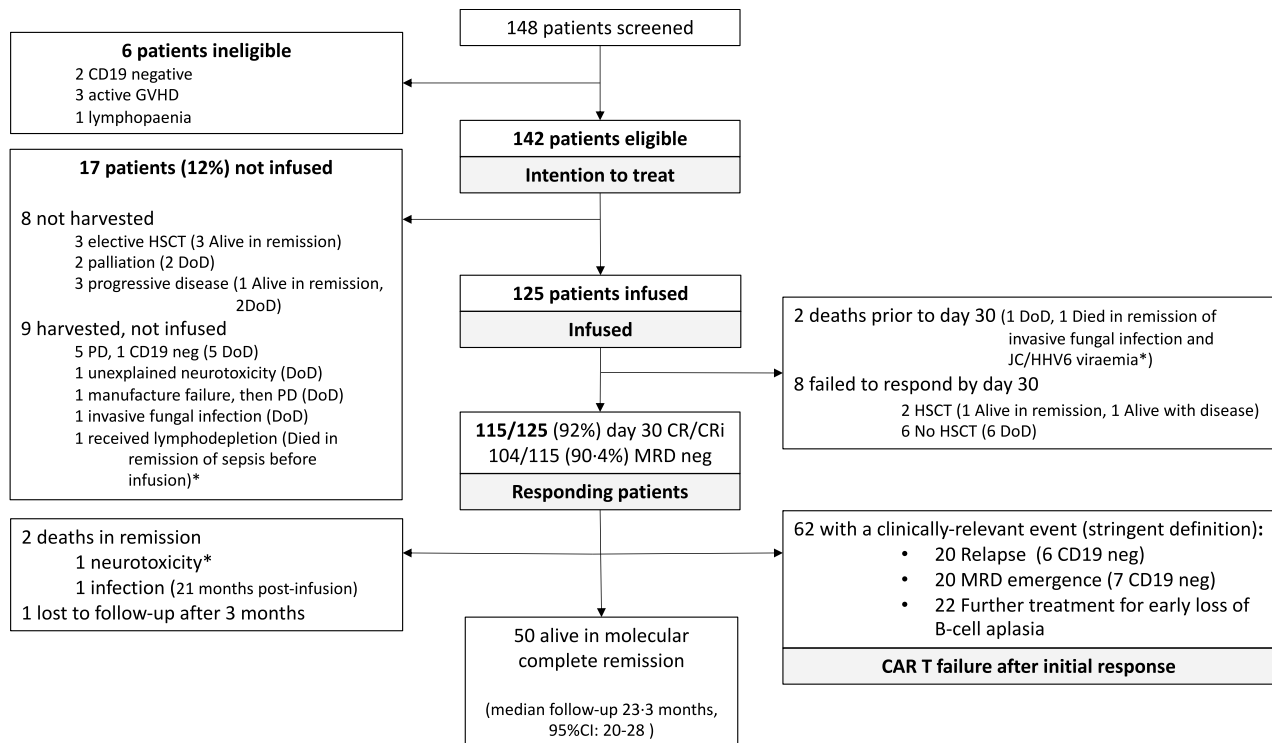 148 patients screened
6 patients ineligible
2 CD19 negative
3 active GVHD
1 lymphopaenia
142 patients eligible
Intention to treat
17 patients (12%) not infused
8 not harvested
3 elective HSCT (3 Alive in remission)
2 palliation (2 DoD)
3 progressive disease (1 Alive in remission,
2DoD)
9 harvested, not infused
5 PD, 1 CD19 neg (5 DoD)
1 unexplained neurotoxicity (DoD)
1 manufacture failure, then PD (DoD)
1 invasive fungal infection (DoD)
1 received lymphodepletion (Died in
remission of sepsis before
infusion)*
125 patients infused
Infused
2 deaths prior to day 30 (1 DoD, 1 Died in remission of
invasive fungal infection and
JC/HHV6 viraemia*)
8 failed to respond by day 30
2 HSCT (1 Alive in remission, 1 Alive with disease)
6 No HSCT (6 DoD)
115/125 (92%) day 30 CR/CRi
104/115 (90·4%) MRD neg
Responding patients
2 deaths in remission
1 neurotoxicity*
1 infection (21 months post-infusion)
1 lost to follow-up after 3 months
62 with a clinically-relevant event (stringent definition):
• 20 Relapse (6 CD19 neg)
• 20 MRD emergence (7 CD19 neg)
• 22 Further treatment for early loss of
B-cell aplasia
CAR T failure after initial response
50 alive in molecular
complete remission
(median follow-up 23·3 months,
95%CI: 20-28 )